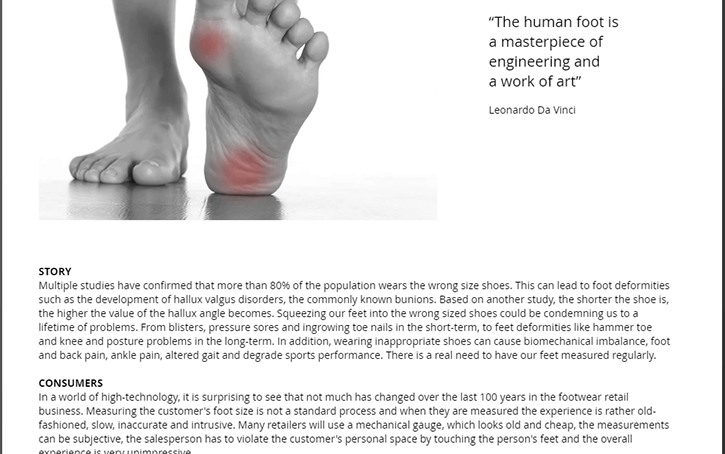 “The human foot is
a masterpiece of
engineering and
a work of art”
Leonardo Da Vinci
STORY
Multiple studies have confirmed that more than 80% of the population wears the wrong size shoes. This can lead to foot deformities
such as the development of hallux valgus disorders, the commonly known bunions. Based on another study, the shorter the shoe is,
the higher the value of the hallux angle becomes. Squeezing our feet into the wrong sized shoes could be condemning us to a
lifetime of problems. From blisters, pressure sores and ingrowing toe nails in the short-term, to feet deformities like hammer toe
and knee and posture problems in the long-term. In addition, wearing inappropriate shoes can cause biomechanical imbalance, foot
and back pain, ankle pain, altered gait and degrade sports performance. There is a real need to have our feet measured regularly.
CONSUMERS
In a world of high-technology, it is surprising to see that not much has changed over the last 100 years in the footwear retail
business. Measuring the customer's foot size is not a standard process and when they are measured the experience is rather old-
fashioned, slow, inaccurate and intrusive. Many retailers will use a mechanical gauge, which looks old and cheap, the measurements
can be subjective, the salesperson has to violate the customer's personal space by touching the person's feet and the overall
experience is very unimpressive.